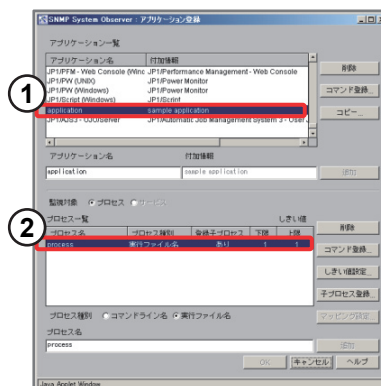 SNMP System Observer : アプリケーション登録
アプリケーション一覧
アプリケーション名 付加情報
JP1/PFM - Web Console (Winc JP1/Performance Management - Web Console
JP1/PW (UNIX) JP1/Power Monitor
JP1/PW (Windows) JP1/Power Monitor
JP1/Script (Windows) JP1/Script
application sample application
JP1/AJS3 JP1/Automatic Job Management System 3 - User
削除
コマンド登録_
コピー_
1
アプリケーション名 付加情報
application sample application 追加
監視対象 プロセス サービス
2
プロセス一覧 しきい値
プロセス名 プロセス種別 登録子プロセス 下限 上限
process 実行ファイル名 あり 1 1
削除
コマンド登録_
しきい値設定_
子プロセス登録_
マッピング設定_
プロセス種別 コマンドライン名 実行ファイル名
プロセス名
process 追加
OK キャンセル ヘルプ
Java Applet Window